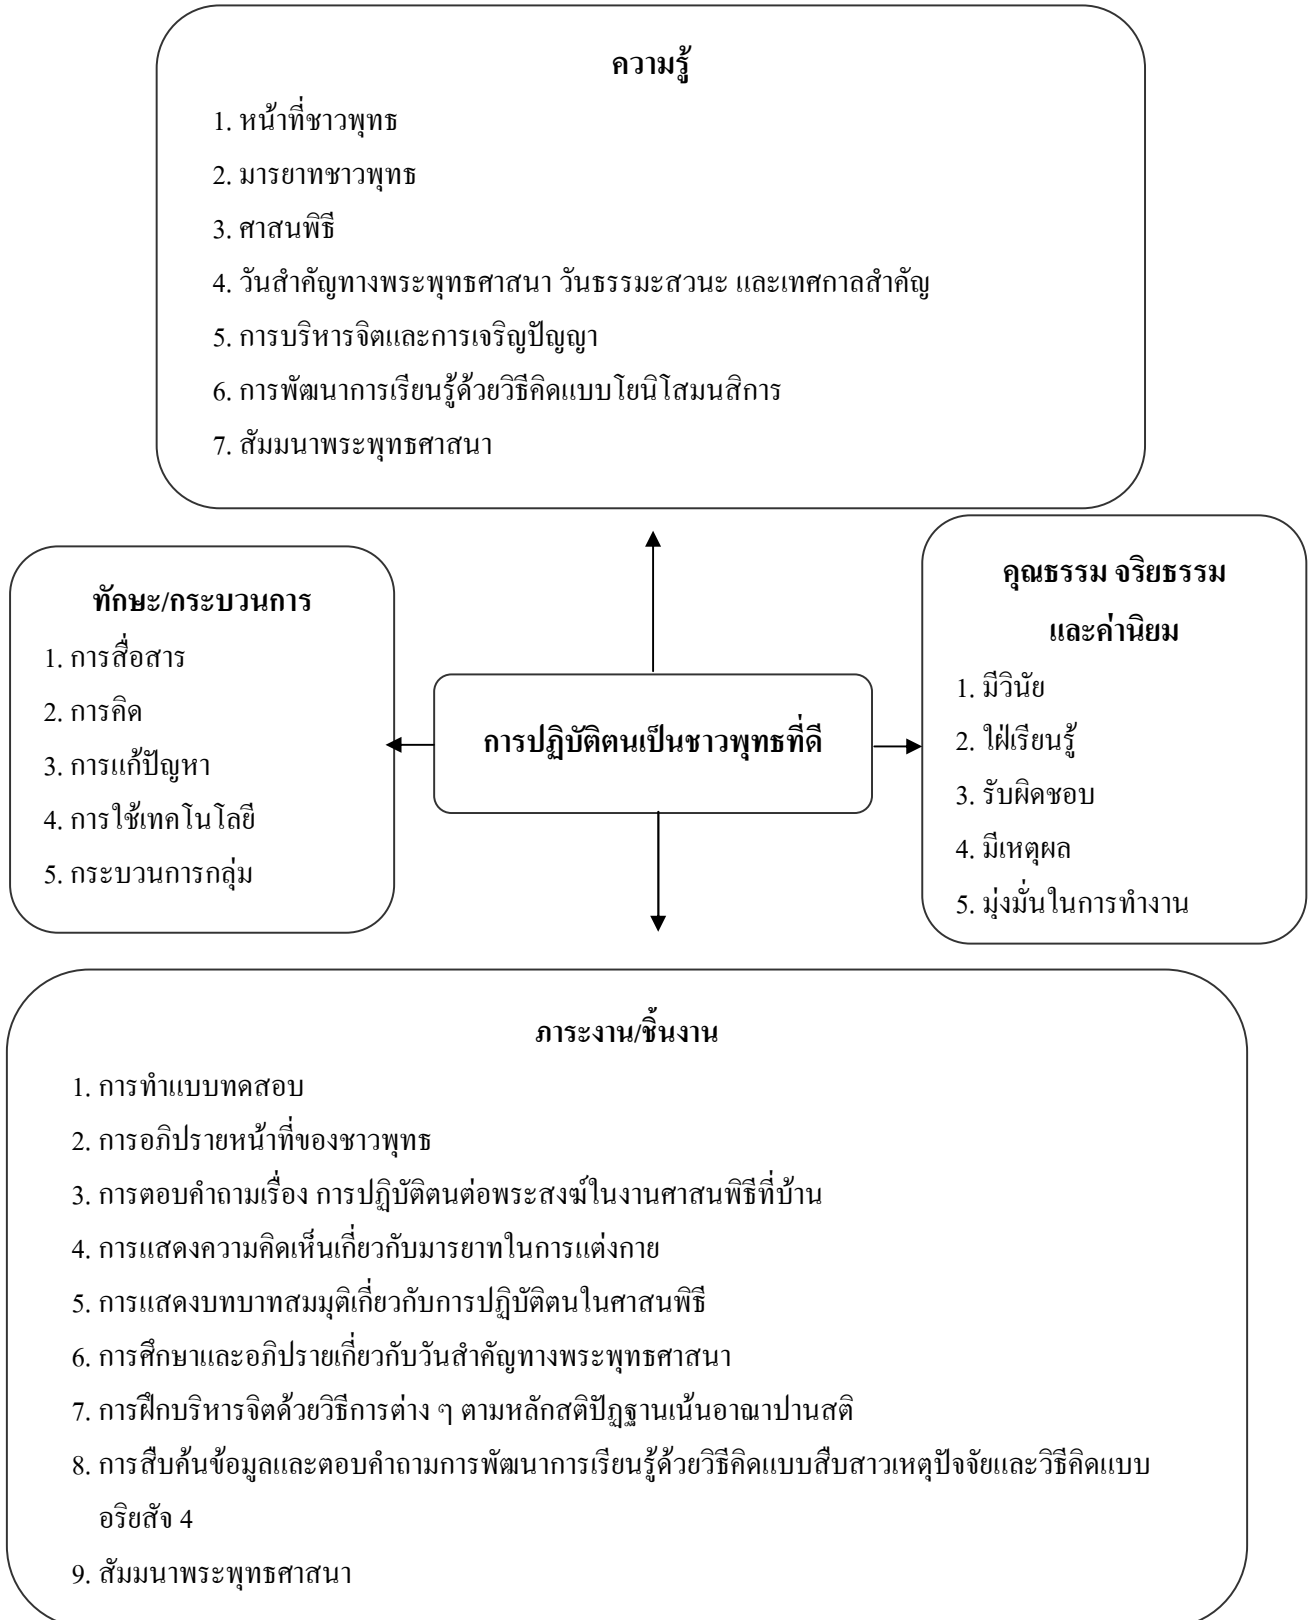 ความรู้
1. หน้าที่ชาวพุทธ
2. มารยาทชาวพุทธ
3. ศาสนพิธี
4. วันสำคัญทางพระพุทธศาสนา วันธรรมะสวนะ และเทศกาลสำคัญ
5. การบริหารจิตและการเจริญปัญญา
6. การพัฒนาการเรียนรู้ด้วยวิธีคิดแบบโยนิโสมนสิการ
7. สัมมนาพระพุทธศาสนา
ทักษะ/กระบวนการ
1. การสื่อสาร
2. การคิด
3. การแก้ปัญหา
4. การใช้เทคโนโลยี
5. กระบวนการกลุ่ม
การปฏิบัติตนเป็นชาวพุทธที่ดี
คุณธรรม จริยธรรม
และค่านิยม
1. มีวินัย
2. ใฝ่เรียนรู้
3. รับผิดชอบ
4. มีเหตุผล
5. มุ่งมั่นในการทำงาน
ภาระงาน/ชิ้นงาน
1. การทำแบบทดสอบ
2. การอภิปรายหน้าที่ของชาวพุทธ
3. การตอบคำถามเรื่อง การปฏิบัติตนต่อพระสงฆ์ในงานศาสนพิธีที่บ้าน
4. การแสดงความคิดเห็นเกี่ยวกับมารยาทในการแต่งกาย
5. การแสดงบทบาทสมมุติเกี่ยวกับการปฏิบัติตนในศาสนพิธี
6. การศึกษาและอภิปรายเกี่ยวกับวันสำคัญทางพระพุทธศาสนา
7. การฝึกบริหารจิตด้วยวิธีการต่าง ๆ ตามหลักสติปัฏฐานเน้นอาณาปานสติ
8. การสืบค้นข้อมูลและตอบคำถามการพัฒนาการเรียนรู้ด้วยวิธีคิดแบบสืบสาวเหตุปัจจัยและวิธีคิดแบบ
อริยสัจ 4
9. สัมมนาพระพุทธศาสนา